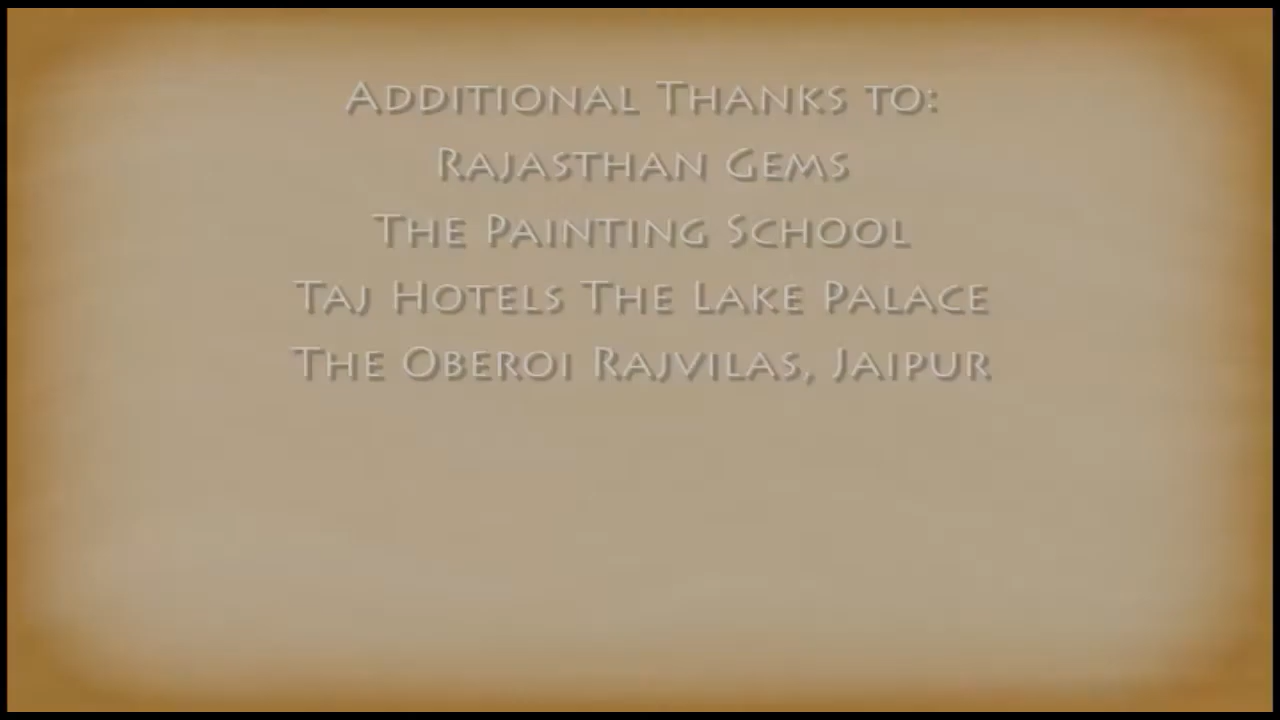 Additional Thanks to:
Rajasthan Gems
The Painting School
Taj Hotels The Lake Palace
The Oberoi Rajvilas, Jaipur